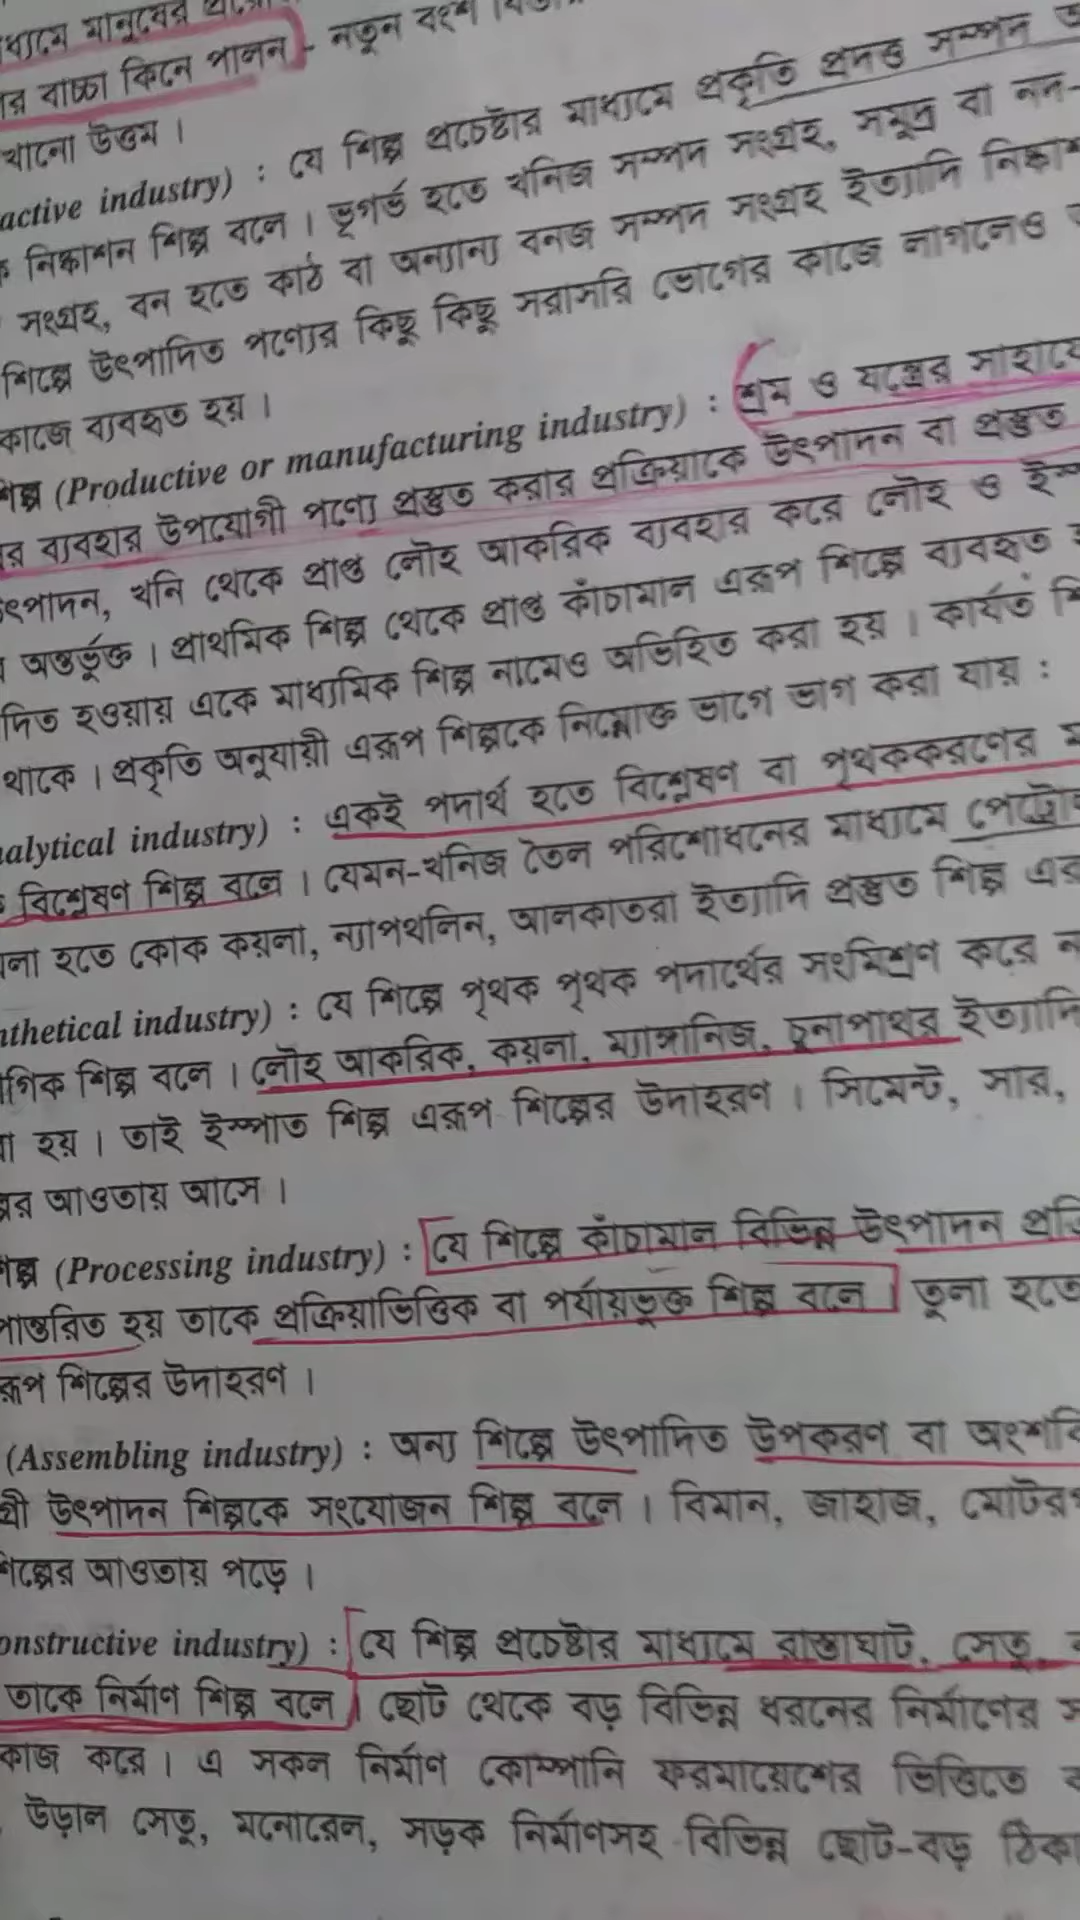 মাধ্যমে মানুষের
বাচ্চা কিনে পালন - নতুন বংশ
খানো উত্তম।
active industry) : যে শিল্প প্রচেষ্টার মাধ্যমে প্রকৃতি প্রদত্ত সম্পদ
নিষ্কাশন শিল্প বলে। ভূগর্ভ হতে খনিজ সম্পদ সংগ্রহ, সমুদ্র বা নদ-
সংগ্রহ, বন হতে কাঠ বা অন্যান্য বনজ সম্পদ সংগ্রহ ইত্যাদি নিষ্কাশ
শিল্পে উৎপাদিত পণ্যের কিছু কিছু সরাসরি ভোগের কাজে লাগলেও
কাজে ব্যবহৃত হয়।
শিল্প (Productive or manufacturing industry) : শ্রম ও যন্ত্রের সাহায্যে
র ব্যবহার উপযোগী পণ্যে প্রস্তুত করার প্রক্রিয়াকে উৎপাদন বা প্রস্তুত
উৎপাদন, খনি থেকে প্রাপ্ত লৌহ আকরিক ব্যবহার করে লৌহ ও ইস্প
অন্তর্ভুক্ত। প্রাথমিক শিল্প থেকে প্রাপ্ত কাঁচামাল এরূপ শিল্পে ব্যবহৃত
দিত হওয়ায় একে মাধ্যমিক শিল্প নামেও অভিহিত করা হয়। কার্যত শি
থাকে। প্রকৃতি অনুযায়ী এরূপ শিল্পকে নিম্নোক্ত ভাগে ভাগ করা যায় :
nalytical industry) : একই পদার্থ হতে বিশ্লেষণ বা পৃথককরণের
বিশ্লেষণ শিল্প বলে। যেমন-খনিজ তৈল পরিশোধনের মাধ্যমে পেট্রো
লা হতে কোক কয়লা, ন্যাপথলিন, আলকাতরা ইত্যাদি প্রস্তুত শিল্প এর
nthetical industry) : যে শিল্পে পৃথক পৃথক পদার্থের সংমিশ্রণ করে ন
গিক শিল্প বলে। লৌহ আকরিক, কয়লা, ম্যাঙ্গানিজ, চুনাপাথর ইত্যাদি
হয়। তাই ইস্পাত শিল্প এরূপ শিল্পের উদাহরণ। সিমেন্ট, সার,
র আওতায় আসে।
শিল্প (Processing industry) : যে শিল্পে কাঁচামাল বিভিন্ন উৎপাদন প্রক্রি
পান্তরিত হয় তাকে প্রক্রিয়াভিত্তিক বা পর্যায়ভুক্ত শিল্প বলে। তুলা হতে
রূপ শিল্পের উদাহরণ।
(Assembling industry) : অন্য শিল্পে উৎপাদিত উপকরণ বা অংশবি
গ্রী উৎপাদন শিল্পকে সংযোজন শিল্প বলে। বিমান, জাহাজ, মোটর
শিল্পের আওতায় পড়ে।
onstructive industry) : যে শিল্প প্রচেষ্টার মাধ্যমে রাস্তাঘাট, সেতু,
তাকে নির্মাণ শিল্প বলে। ছোট থেকে বড় বিভিন্ন ধরনের নির্মাণের
কাজ করে। এ সকল নির্মাণ কোম্পানি ফরমায়েশের ভিত্তিতে
উড়াল সেতু, মনোরেল, সড়ক নির্মাণসহ বিভিন্ন ছোট-বড় ঠিকা